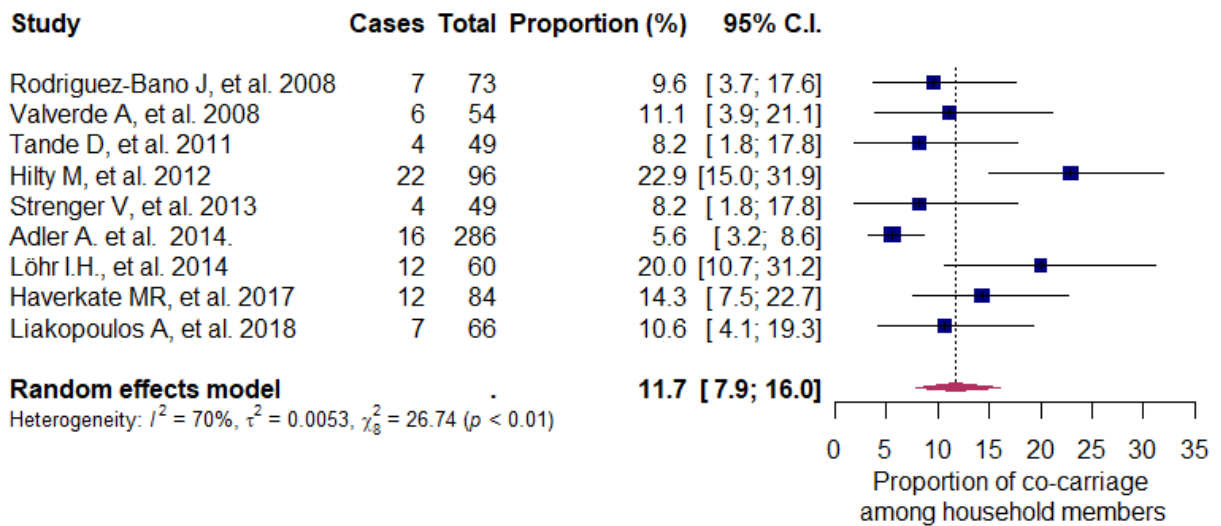 Study Cases Total Proportion (%) 95% C.I.
Rodriguez-Bano J, et al. 2008 7 73 9.6 [ 3.7; 17.6]
Valverde A, et al. 2008 6 54 11.1 [ 3.9; 21.1]
Tande D, et al. 2011 4 49 8.2 [ 1.8; 17.8]
Hilty M, et al. 2012 22 96 22.9 [15.0; 31.9]
Strenger V, et al. 2013 4 49 8.2 [ 1.8; 17.8]
Adler A. et al. 2014. 16 286 5.6 [ 3.2; 8.6]
Löhr I.H., et al. 2014 12 60 20.0 [10.7; 31.2]
Haverkate MR, et al. 2017 12 84 14.3 [ 7.5; 22.7]
Liakopoulos A, et al. 2018 7 66 10.6 [ 4.1; 19.3]
Random effects model . 11.7 [ 7.9; 16.0]
Heterogeneity: I² = 70%, τ² = 0.0053, χ²₈ = 26.74 (p < 0.01)
0 5 10 15 20 25 30 35
Proportion of co-carriage
among household members